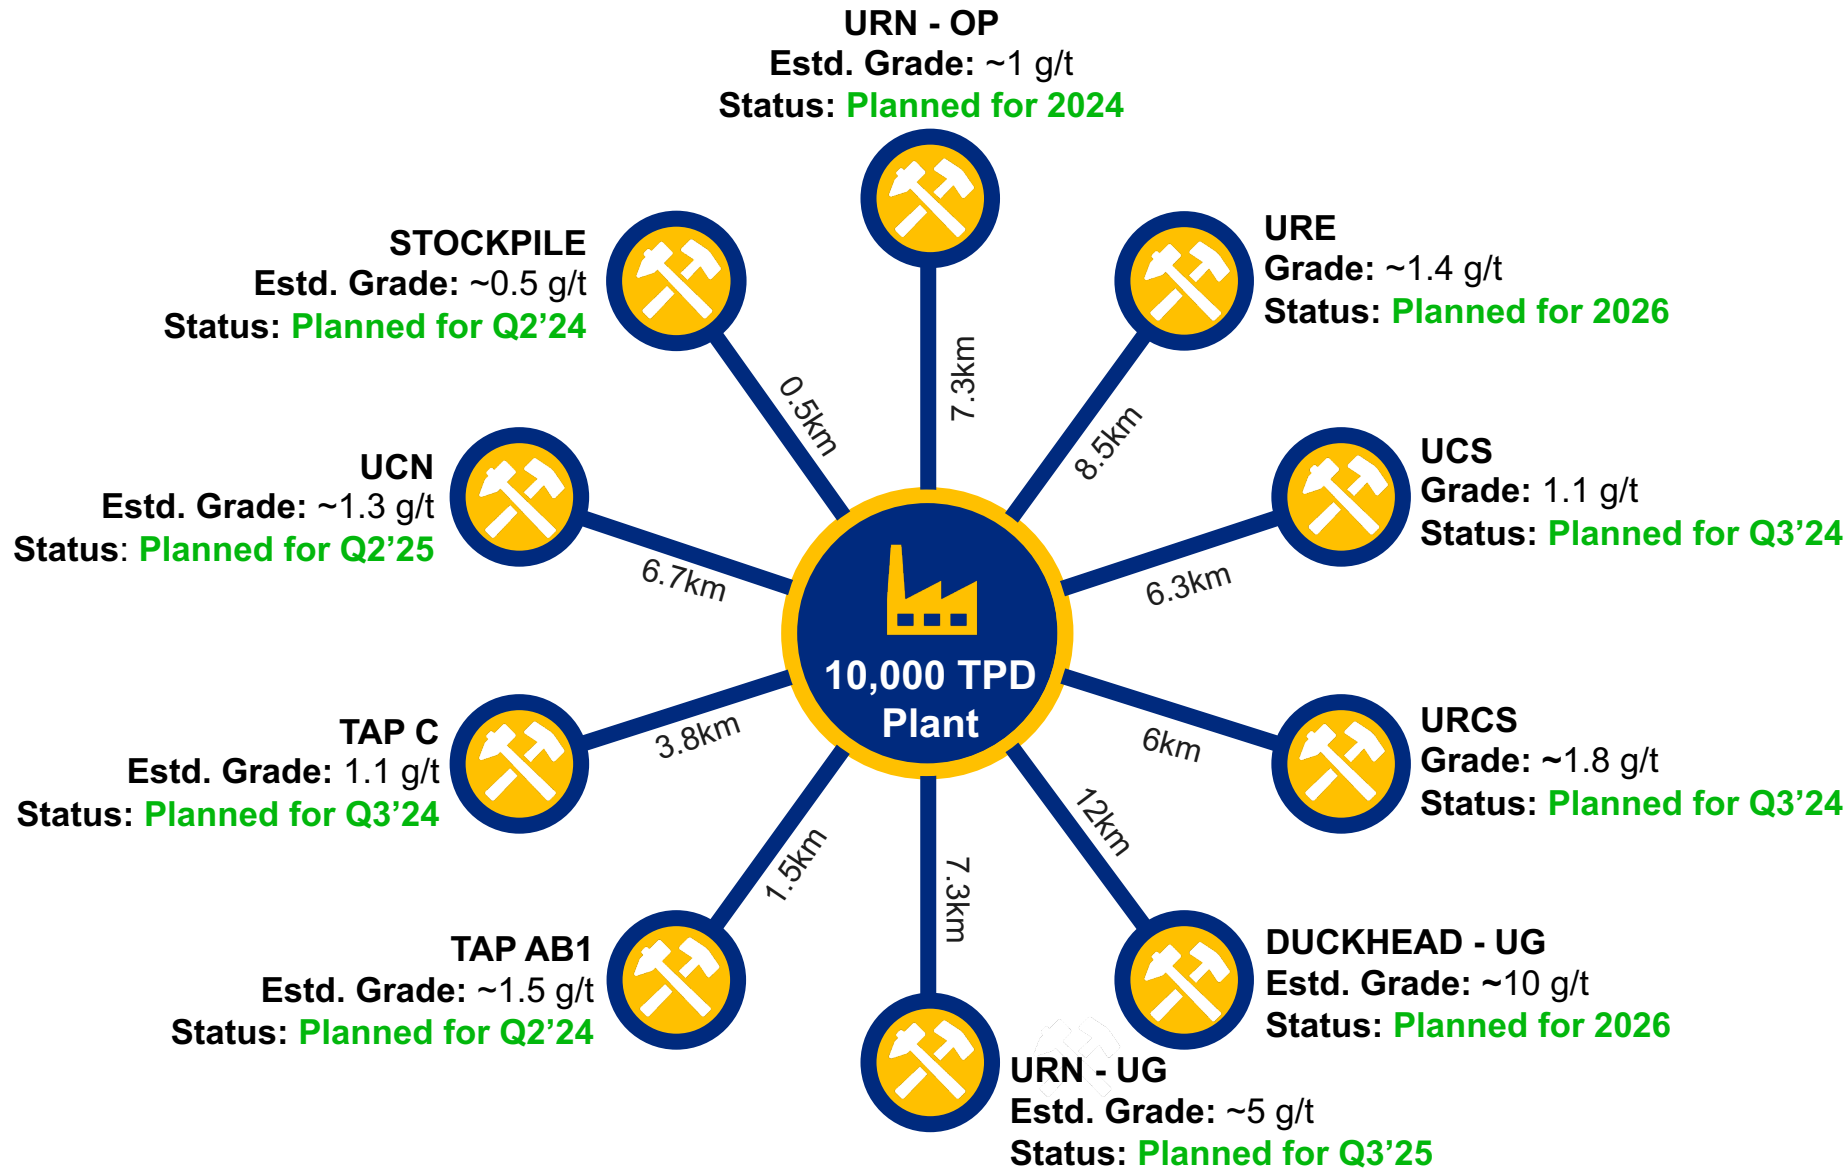 URN - OP
Estd. Grade: ~1 g/t
Status: Planned for 2024
STOCKPILE
Estd. Grade: ~0.5 g/t
Status: Planned for Q2’24
URE
Grade: ~1.4 g/t
Status: Planned for 2026
0.5km
7.3km
8.5km
UCN
Estd. Grade: ~1.3 g/t
Status: Planned for Q2’25
UCS
Grade: 1.1 g/t
Status: Planned for Q3’24
6.7km
6.3km
10,000 TPD
Plant
TAP C
Estd. Grade: 1.1 g/t
Status: Planned for Q3’24
3.8km
6km
URCS
Grade: ~1.8 g/t
Status: Planned for Q3’24
1.5km
7.3km
12km
TAP AB1
Estd. Grade: ~1.5 g/t
Status: Planned for Q2’24
DUCKHEAD - UG
Estd. Grade: ~10 g/t
Status: Planned for 2026
URN - UG
Estd. Grade: ~5 g/t
Status: Planned for Q3’25